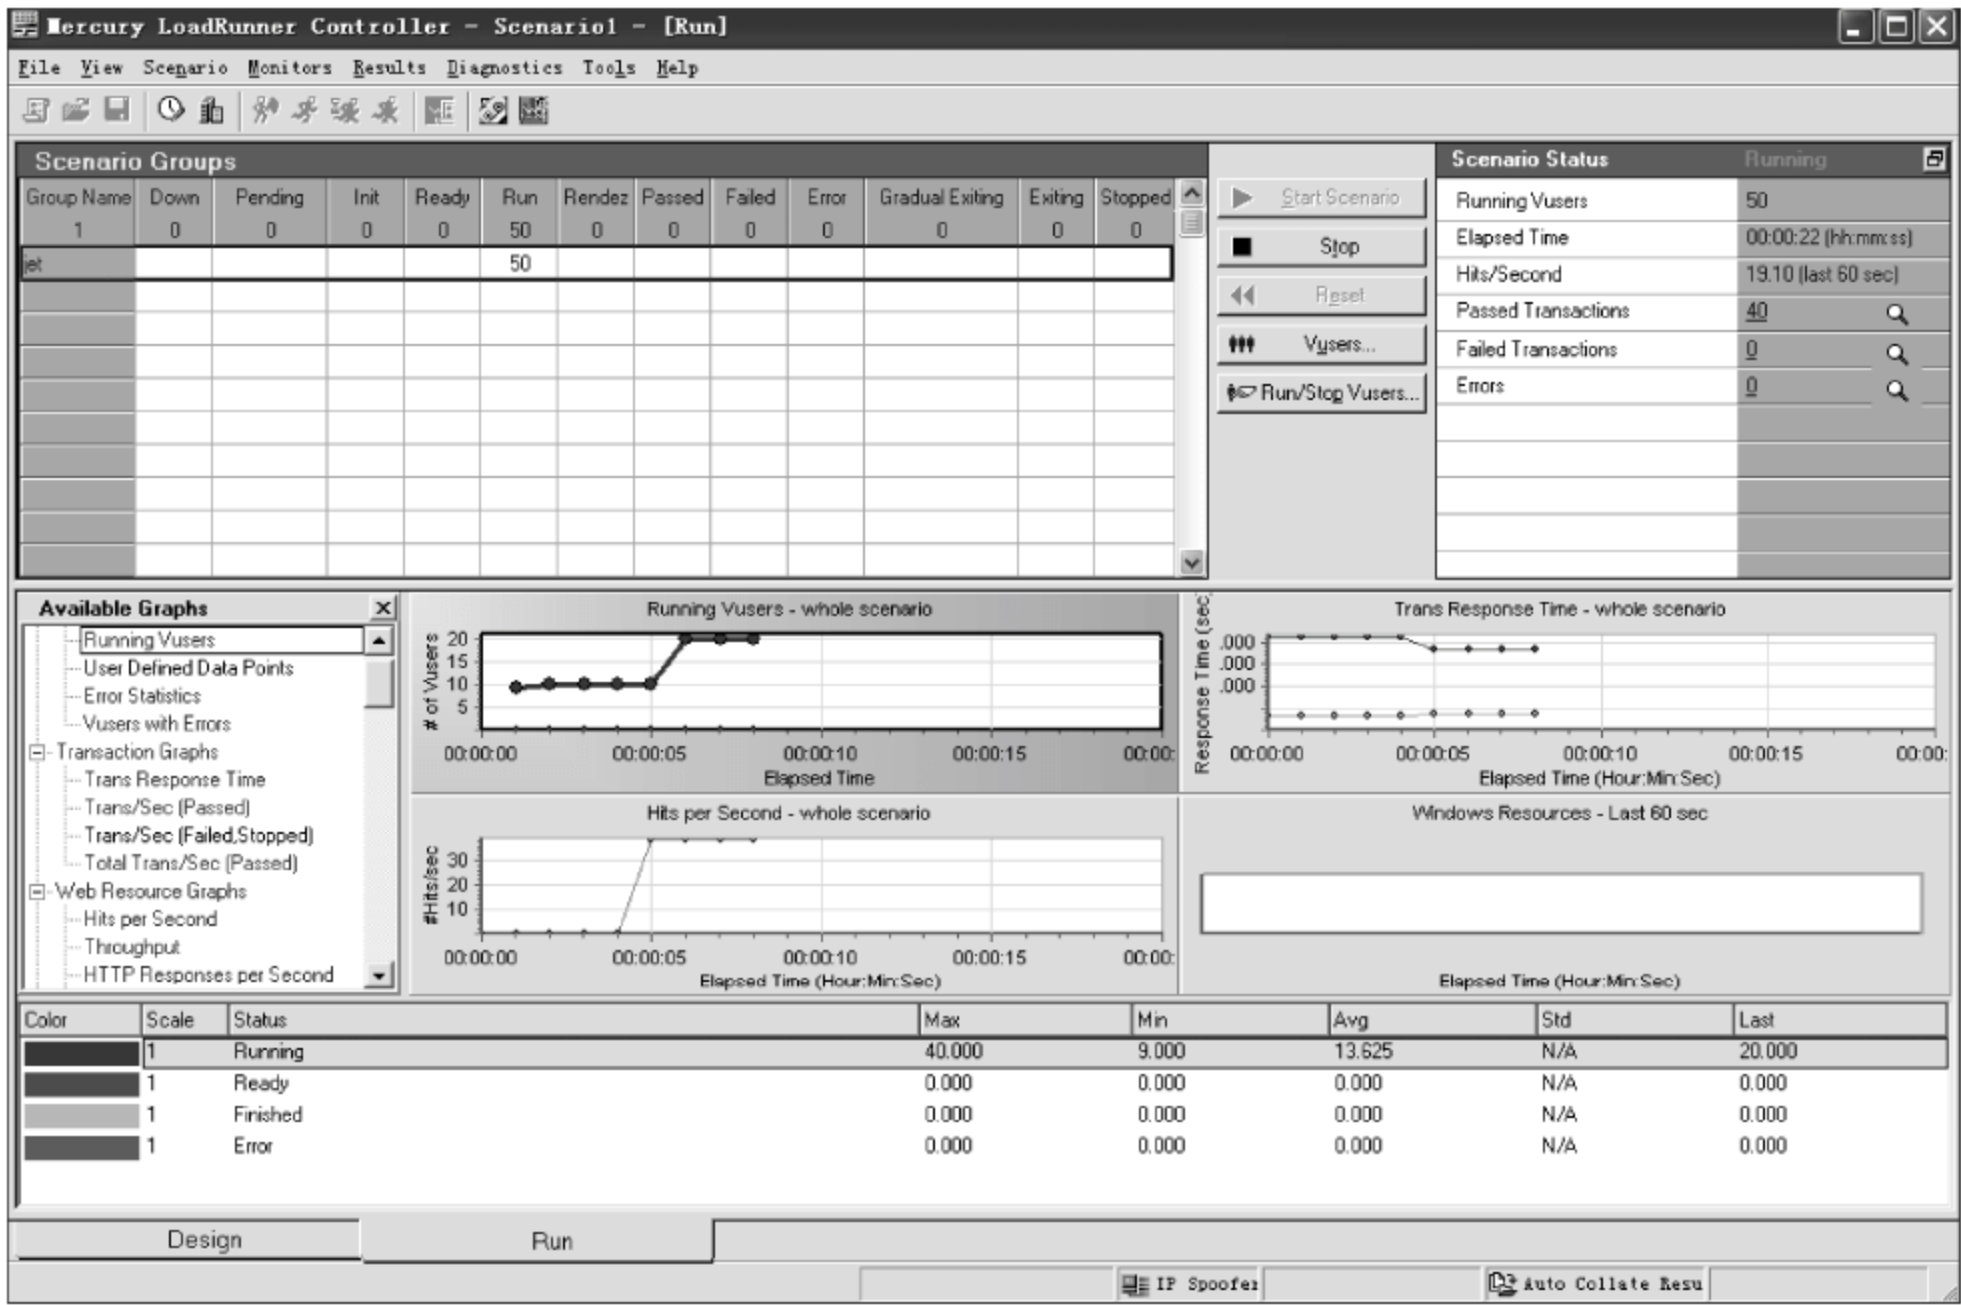 Mercury LoadRunner Controller - Scenario1 - [Run]
File View Scenario Monitors Results Diagnostics Tools Help
Scenario Groups
Group Name Down Pending Init Ready Run Rendez Passed Failed Error Gradual Exiting Exiting Stopped
1 0 0 0 0 50 0 0 0 0 0 0 0
jet 50
Start Scenario
Stop
Reset
Vusers...
Run/Stop Vusers...
Scenario Status Running
Running Vusers 50
Elapsed Time 00:00:22 (hh:mm:ss)
Hits/Second 19.10 (last 60 sec)
Passed Transactions 40
Failed Transactions 0
Errors 0
Available Graphs
Running Vusers
User Defined Data Points
Error Statistics
Vusers with Errors
Transaction Graphs
Trans Response Time
Trans/Sec (Passed)
Trans/Sec (Failed,Stopped)
Total Trans/Sec (Passed)
Web Resource Graphs
Hits per Second
Throughput
HTTP Responses per Second
Running Vusers - whole scenario
# of Vusers
20
15
10
5
00:00:00 00:00:05 00:00:10 00:00:15 00:00:
Elapsed Time
Trans Response Time - whole scenario
Response Time (sec)
.000
.000
.000
00:00:00 00:00:05 00:00:10 00:00:15 00:00:
Elapsed Time (Hour:Min:Sec)
Hits per Second - whole scenario
#Hits/sec
30
20
10
00:00:00 00:00:05 00:00:10 00:00:15 00:00:
Elapsed Time (Hour:Min:Sec)
Windows Resources - Last 60 sec
Elapsed Time (Hour:Min:Sec)
Color Scale Status Max Min Avg Std Last
1 Running 40.000 9.000 13.625 N/A 20.000
1 Ready 0.000 0.000 0.000 N/A 0.000
1 Finished 0.000 0.000 0.000 N/A 0.000
1 Error 0.000 0.000 0.000 N/A 0.000
Design Run
IP Spoofer Auto Collate Resu